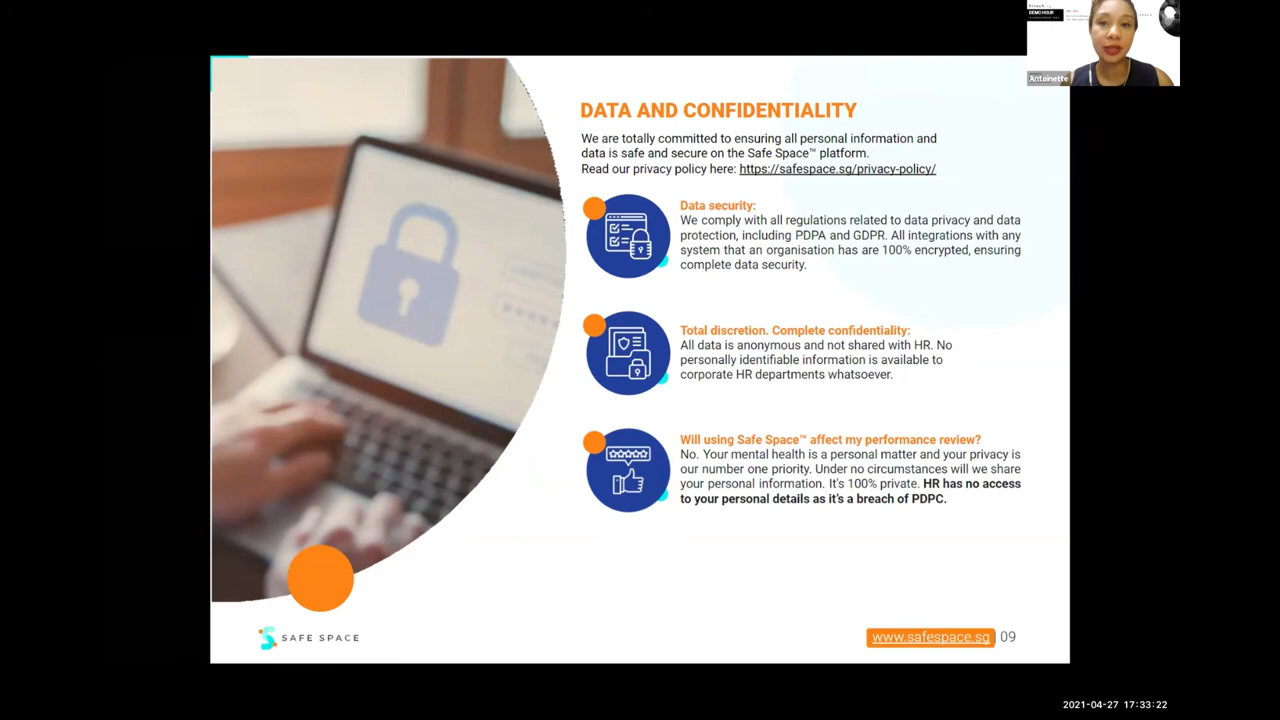 DEMO HOUR
Antoinette
DATA AND CONFIDENTIALITY
We are totally committed to ensuring all personal information and
data is safe and secure on the Safe Space™ platform.
Read our privacy policy here: https://safespace.sg/privacy-policy/
Data security:
We comply with all regulations related to data privacy and data
protection, including PDPA and GDPR. All integrations with any
system that an organisation has are 100% encrypted, ensuring
complete data security.
Total discretion. Complete confidentiality:
All data is anonymous and not shared with HR. No
personally identifiable information is available to
corporate HR departments whatsoever.
Will using Safe Space™ affect my performance review?
No. Your mental health is a personal matter and your privacy is
our number one priority. Under no circumstances will we share
your personal information. It's 100% private. HR has no access
to your personal details as it's a breach of PDPC.
SAFE SPACE
www.safespace.sg 09
2021-04-27 17:33:22